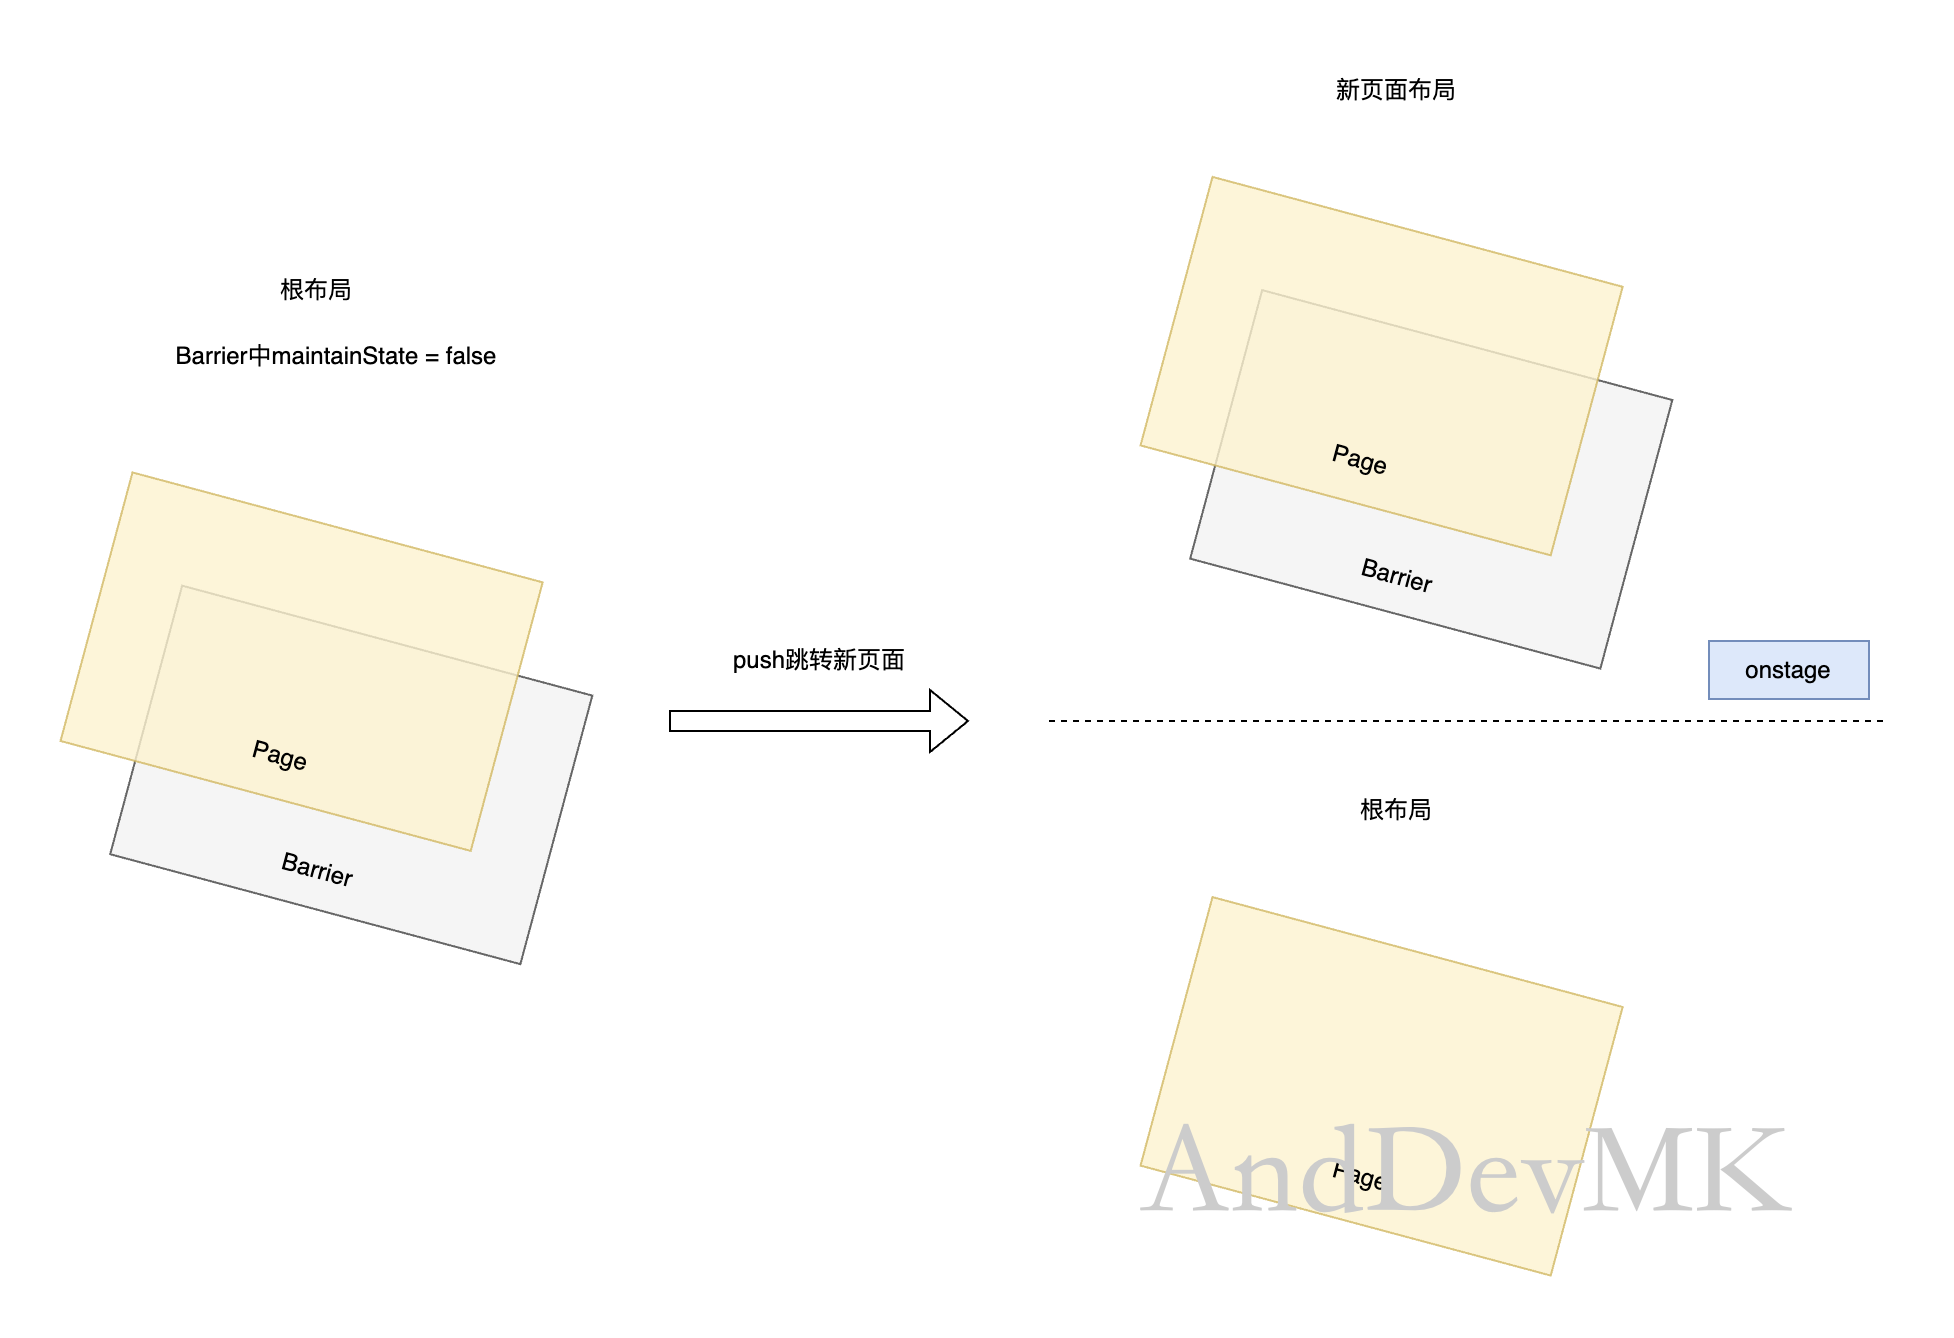 根布局
Barrier中maintainState = false
Page
Barrier
push跳转新页面
新页面布局
Page
Barrier
onstage
根布局
Page
AndDevMK